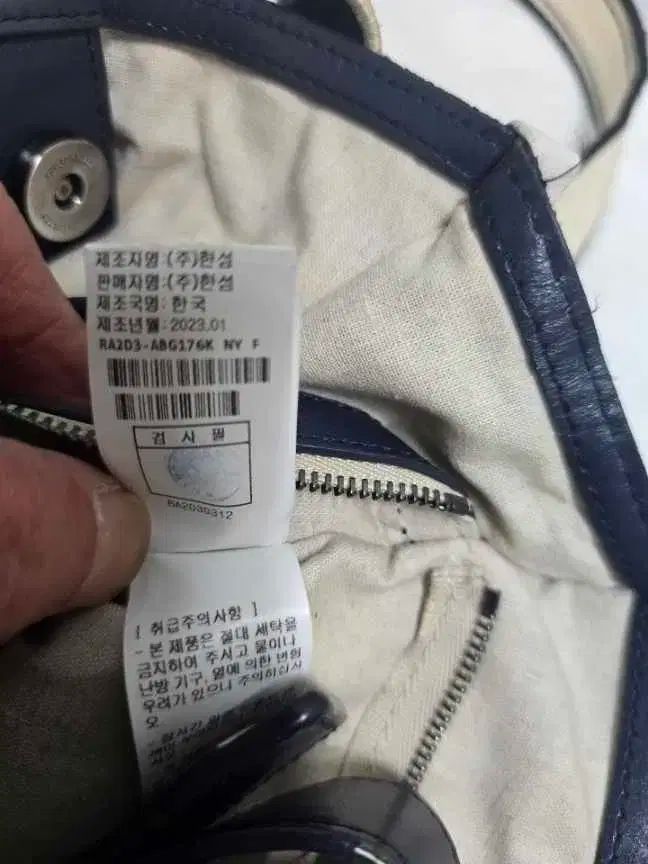 제조자명:(주)한섬
판매자명:(주)한섬
제조국명: 한국
제조년월: 2023.01
RA2D3-ABG176K NY F
검 사 필
[ 취급주의사항 ]
- 본 제품은 절대 세탁을
금지하여 주시고 물이나
난방 기구, 열에 의한 변형
우려가 있으니 주의하십시
오